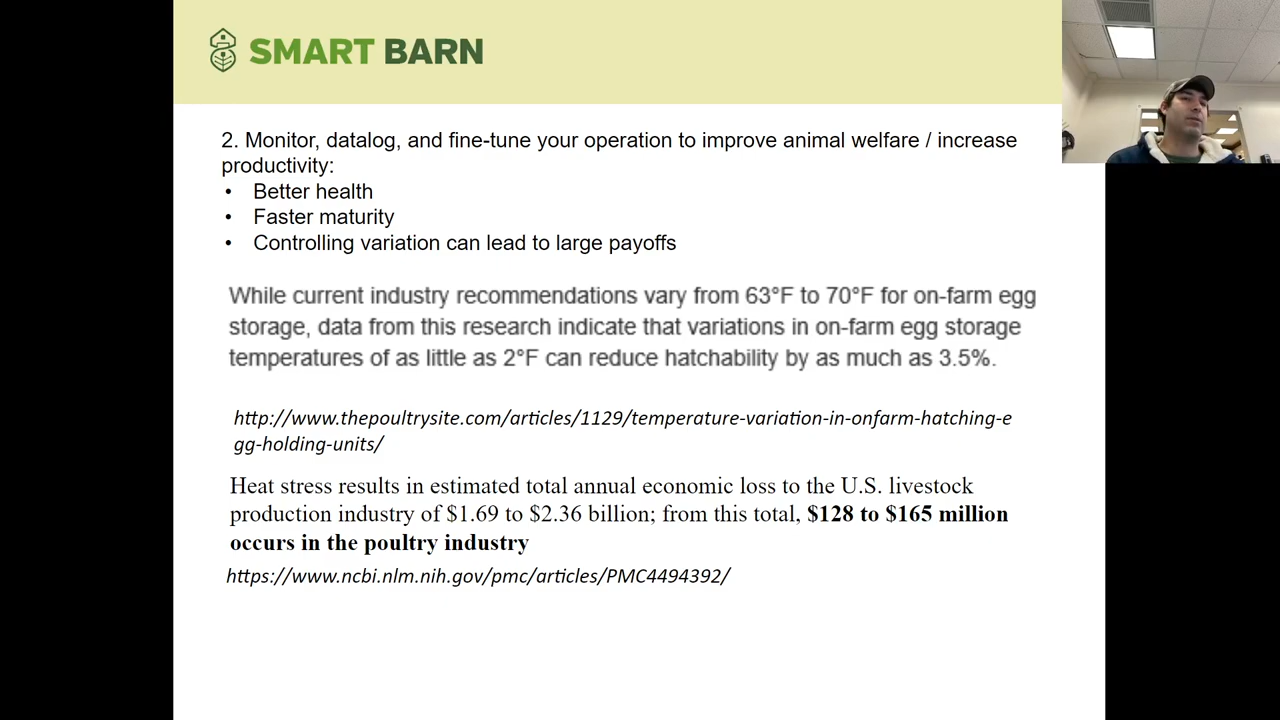 SMART BARN
2. Monitor, datalog, and fine-tune your operation to improve animal welfare / increase
productivity:
• Better health
• Faster maturity
• Controlling variation can lead to large payoffs
While current industry recommendations vary from 63°F to 70°F for on-farm egg
storage, data from this research indicate that variations in on-farm egg storage
temperatures of as little as 2°F can reduce hatchability by as much as 3.5%.
http://www.thepoultrysite.com/articles/1129/temperature-variation-in-onfarm-hatching-e
gg-holding-units/
Heat stress results in estimated total annual economic loss to the U.S. livestock
production industry of $1.69 to $2.36 billion; from this total, $128 to $165 million
occurs in the poultry industry
https://www.ncbi.nlm.nih.gov/pmc/articles/PMC4494392/